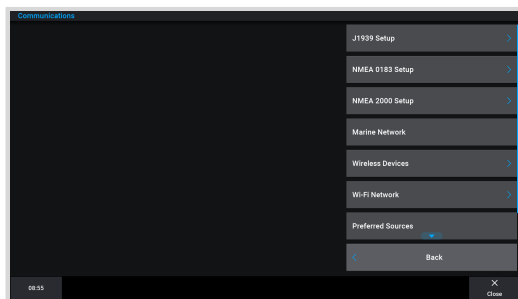 Communications
J1939 Setup
NMEA 0183 Setup
NMEA 2000 Setup
Marine Network
Wireless Devices
Wi-Fi Network
Preferred Sources
Back
08:55
Close